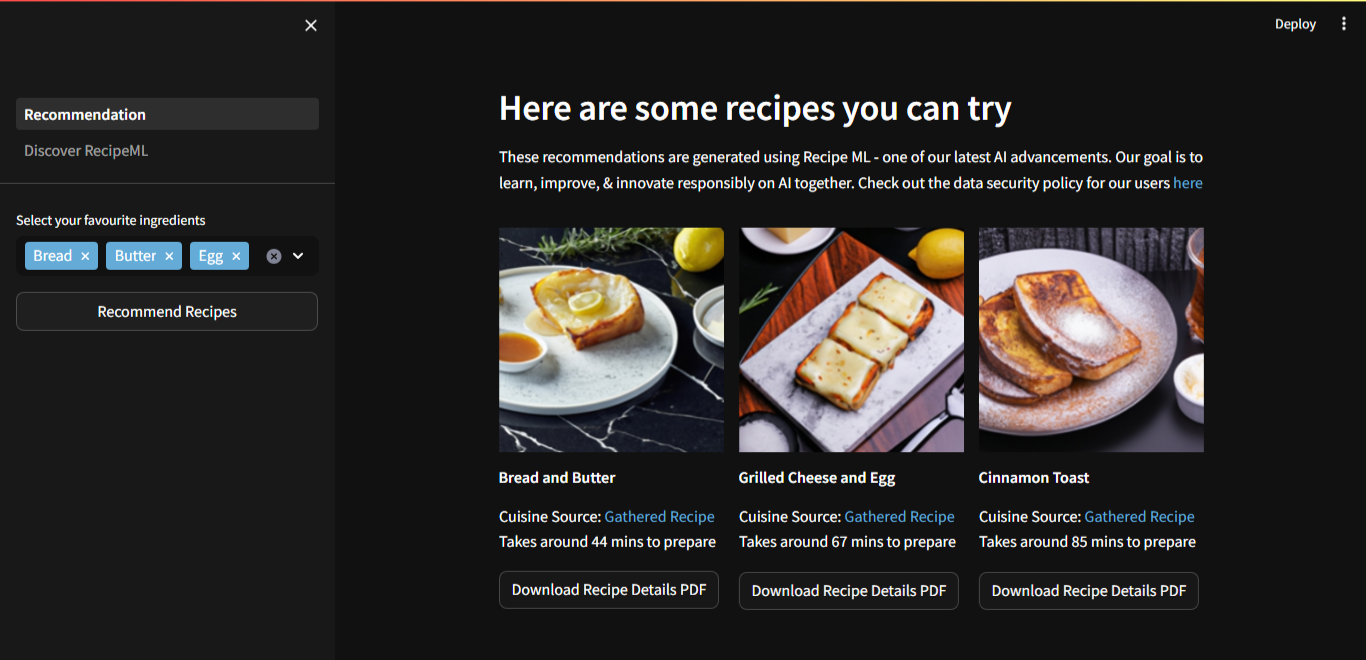 Deploy
Recommendation
Discover RecipeML
Select your favourite ingredients
Bread
Butter
Egg
Recommend Recipes
Here are some recipes you can try
These recommendations are generated using Recipe ML - one of our latest AI advancements. Our goal is to
learn, improve, & innovate responsibly on AI together. Check out the data security policy for our users here
Bread and Butter
Cuisine Source: Gathered Recipe
Takes around 44 mins to prepare
Download Recipe Details PDF
Grilled Cheese and Egg
Cuisine Source: Gathered Recipe
Takes around 67 mins to prepare
Download Recipe Details PDF
Cinnamon Toast
Cuisine Source: Gathered Recipe
Takes around 85 mins to prepare
Download Recipe Details PDF